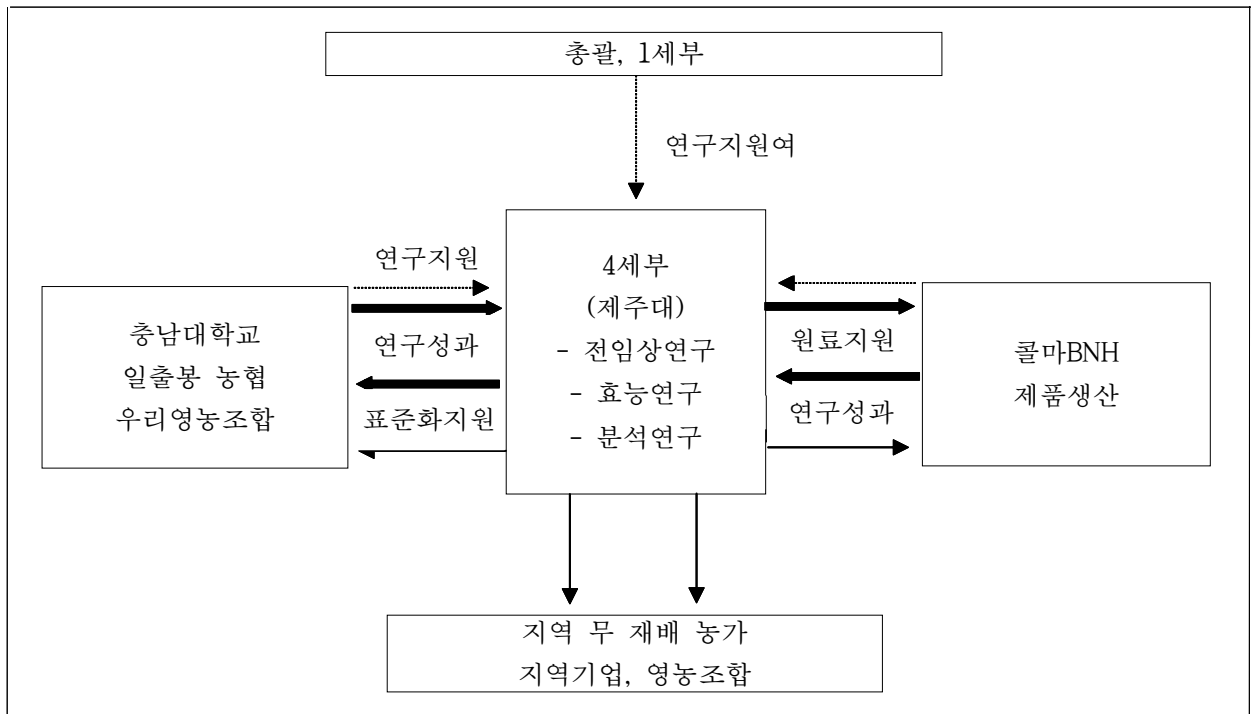 총괄, 1세부
연구지원여
연구지원
연구성과
표준화지원
충남대학교
일출봉 농협
우리영농조합
4세부
(제주대)
- 전임상연구
- 효능연구
- 분석연구
원료지원
연구성과
콜마BNH
제품생산
지역 무 재배 농가
지역기업, 영농조합